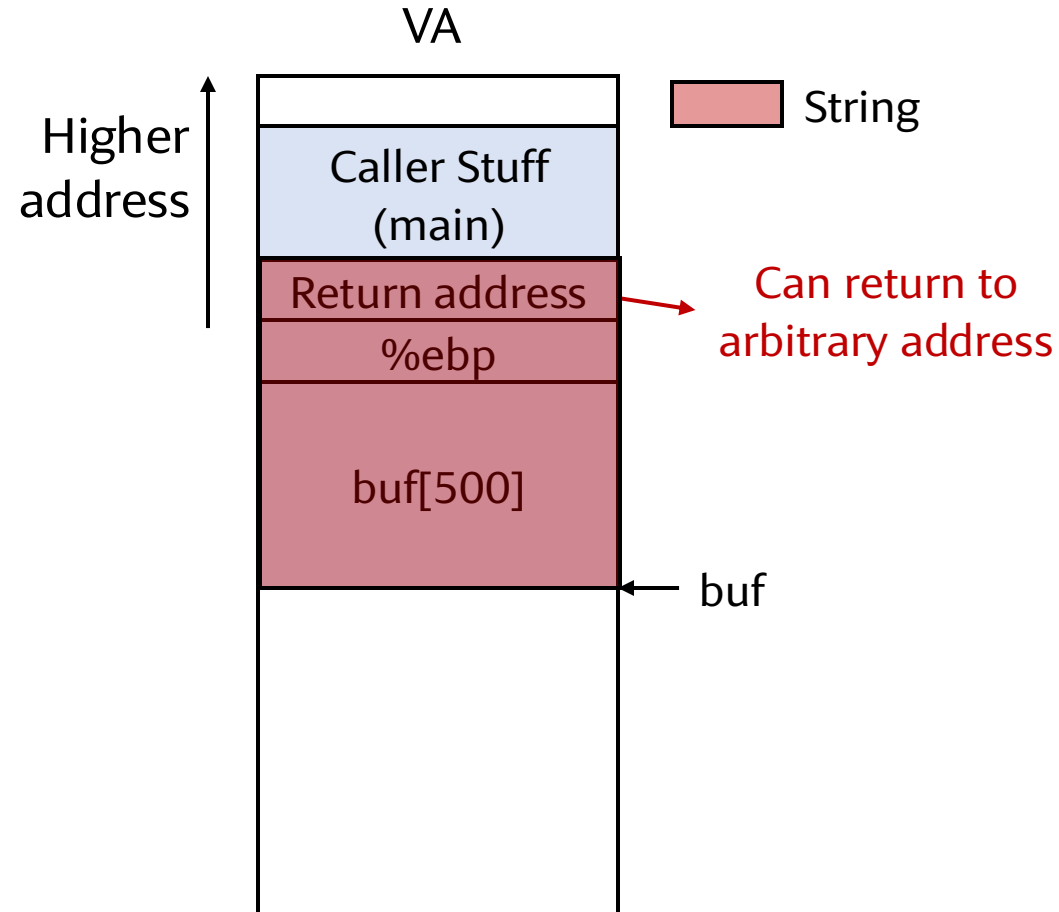 VA
Higher
address
String
Caller Stuff
(main)
Return address
Can return to
arbitrary address
%ebp
buf[500]
buf